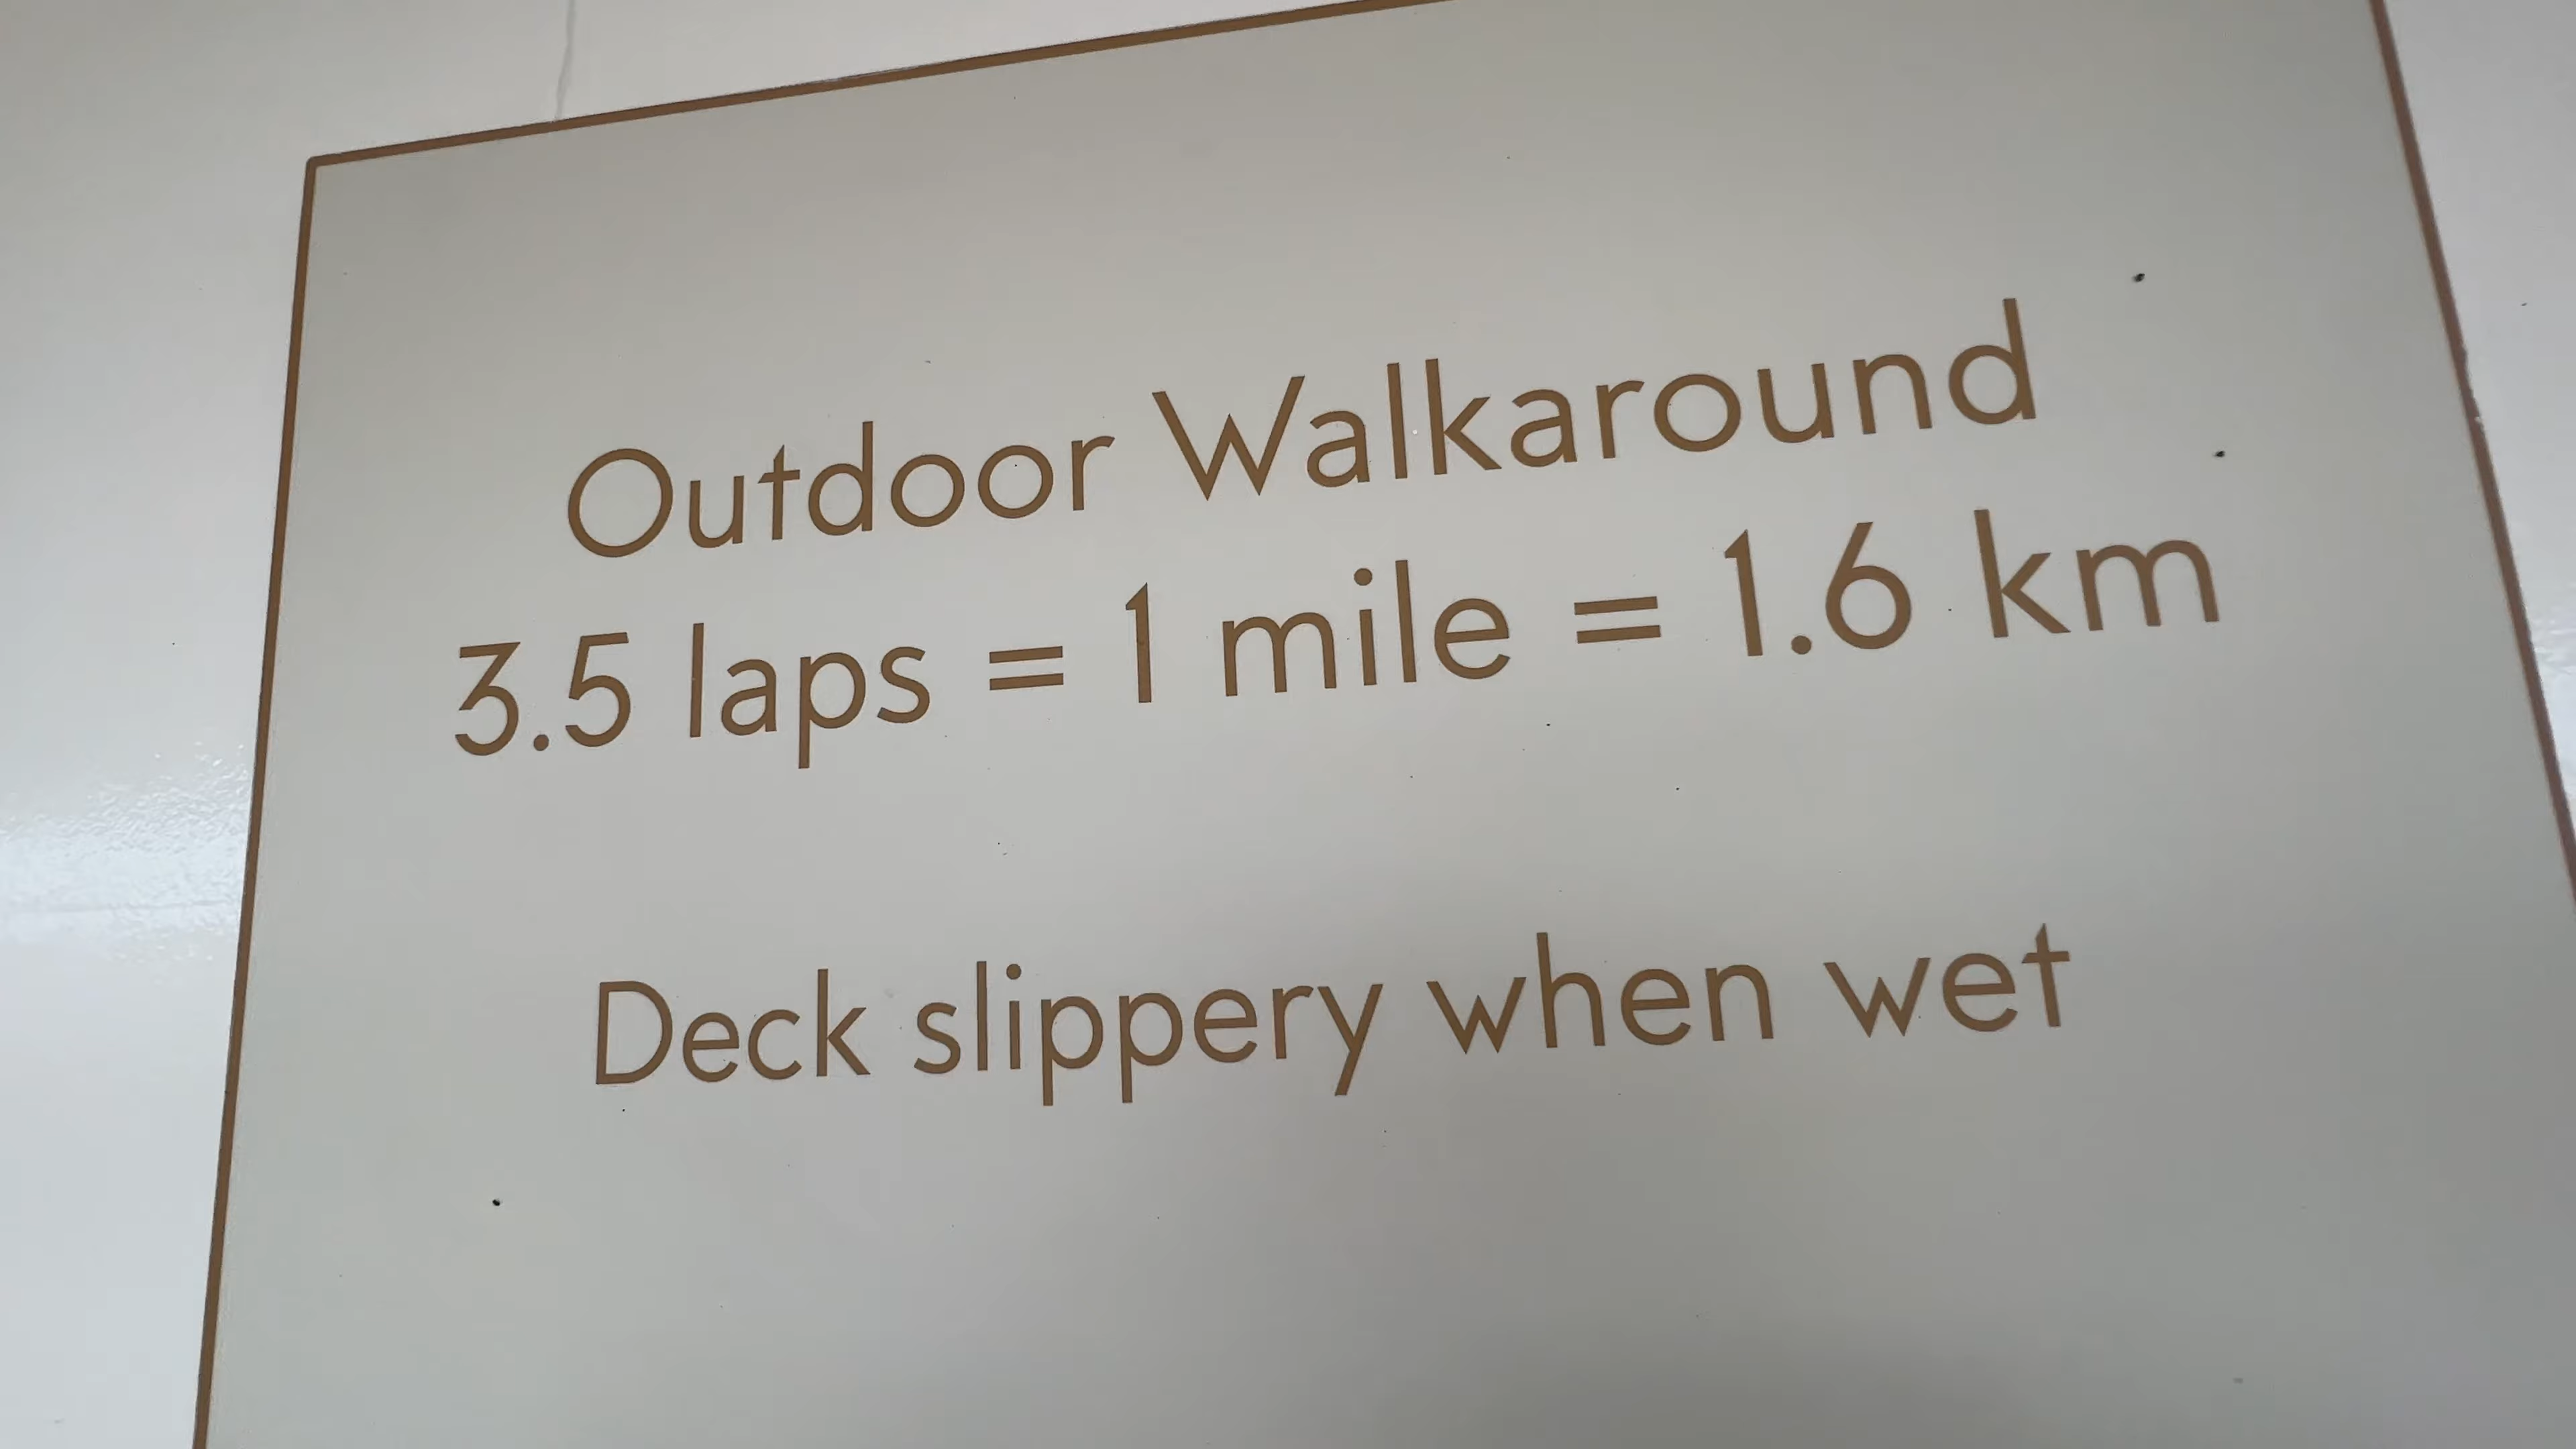 Outdoor Walkaround
3.5 laps = 1 mile = 1.6 km
Deck slippery when wet